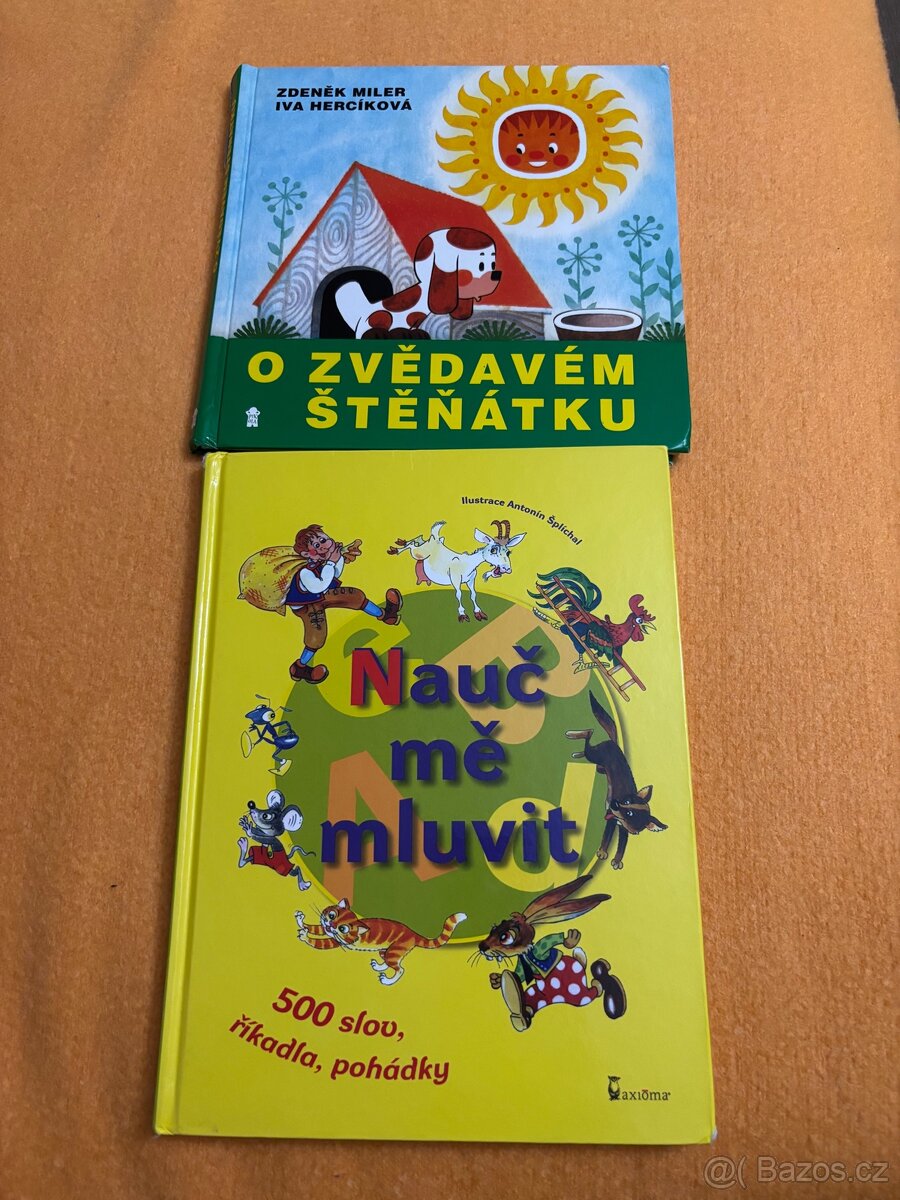 ZDENĚK MILER
IVA HERCÍKOVÁ
O ZVĚDAVÉM
ŠTĚŇÁTKU
Ilustrace Antonín Šplíchal
Nauč
mě
mluvit
500 slov,
říkadla, pohádky
axióma
@( Bazos.cz